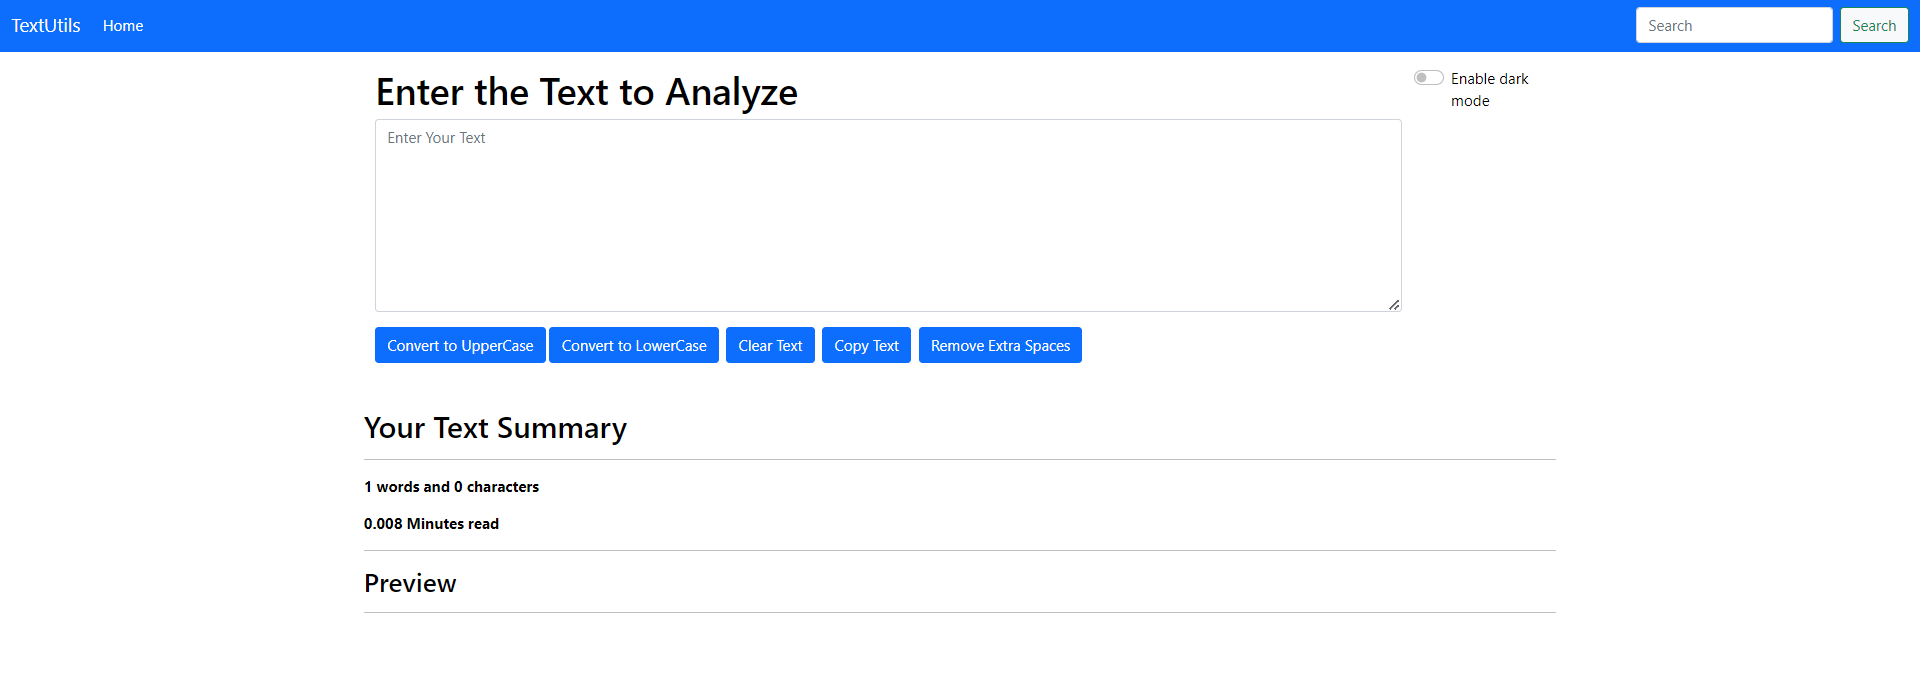 TextUtils Home Search Search
Enter the Text to Analyze
Enable dark
mode
Enter Your Text
Convert to UpperCase Convert to LowerCase Clear Text Copy Text Remove Extra Spaces
Your Text Summary
1 words and 0 characters
0.008 Minutes read
Preview